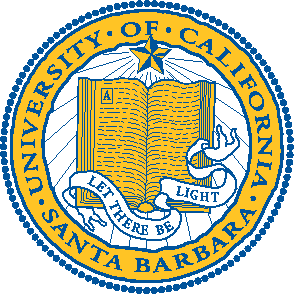 UNIVERSITY·OF·CALIFORNIA
A
LET THERE BE LIGHT
·SANTA BARBARA·